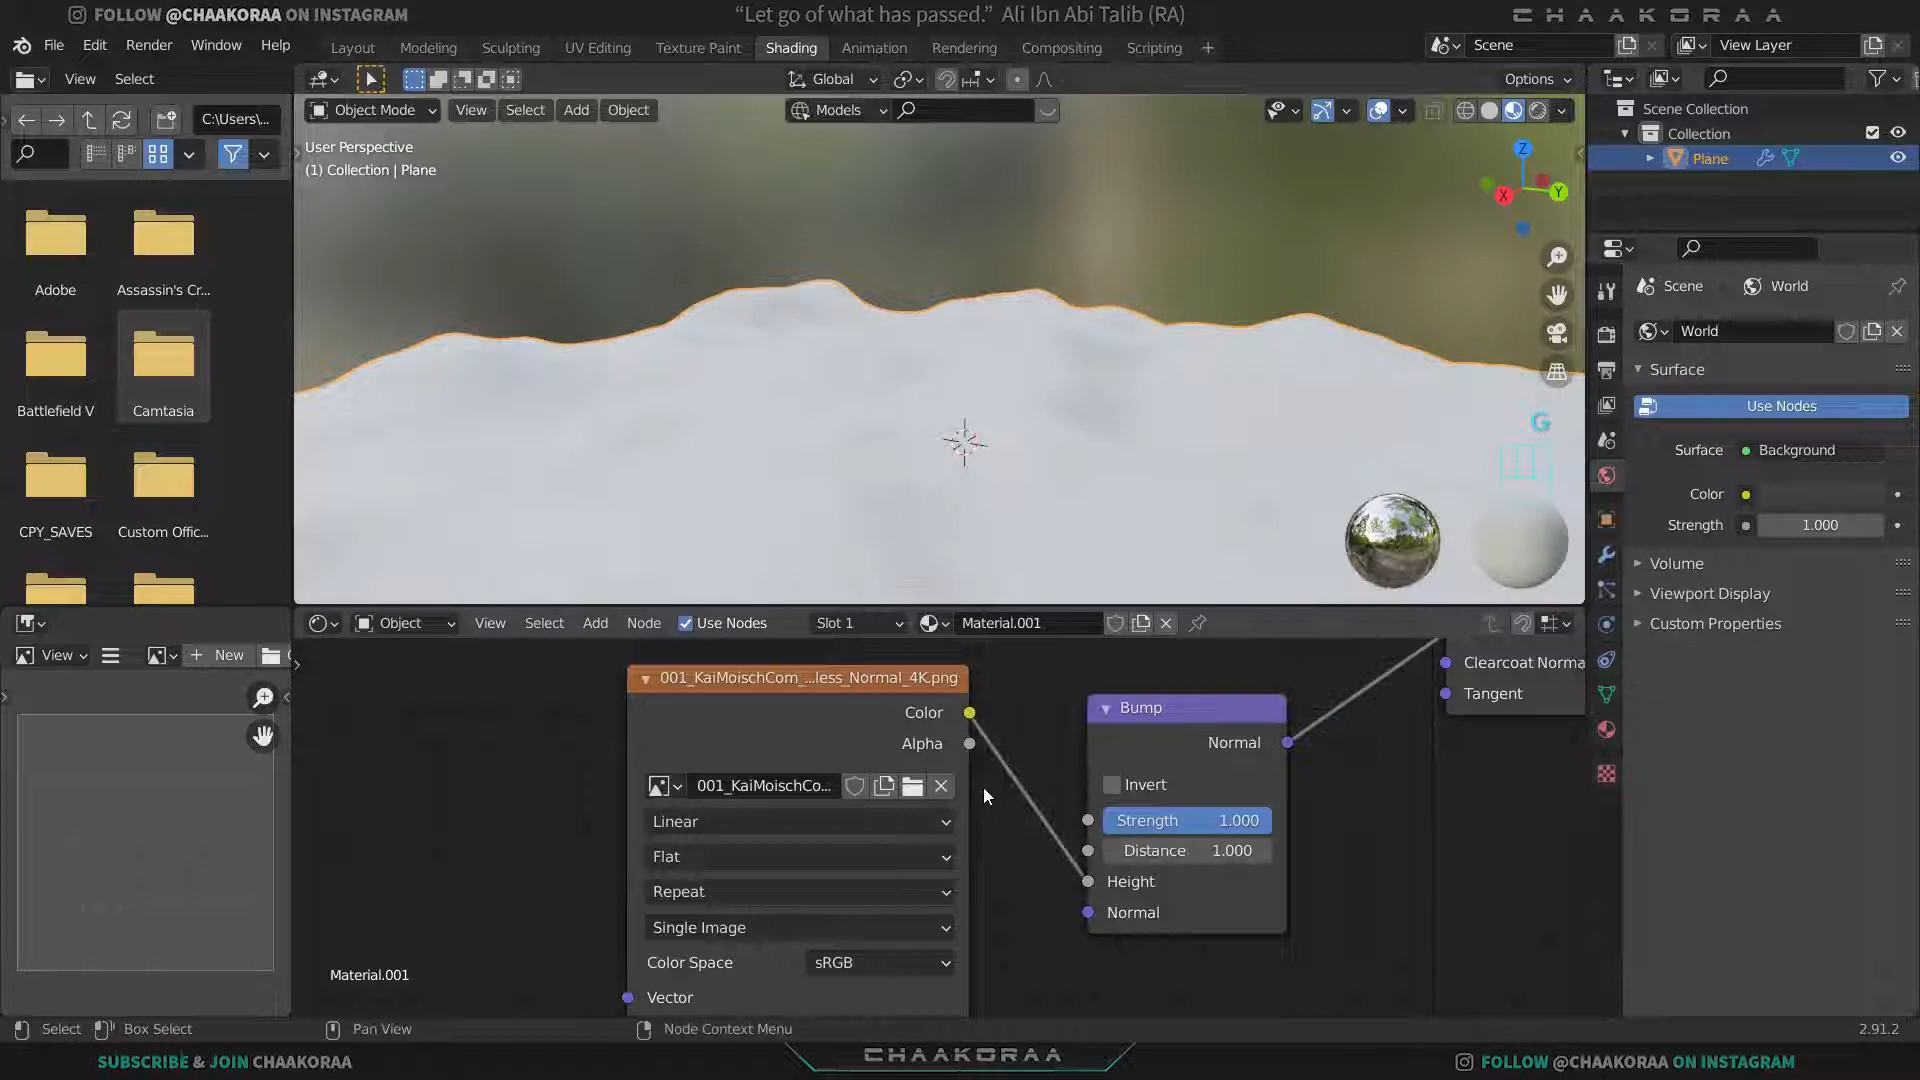 FOLLOW @CHAAKORAA ON INSTAGRAM
“Let go of what has passed.” Ali Ibn Abi Talib (RA)
CHAAKORAA
File Edit Render Window Help
Layout Modeling Sculpting UV Editing Texture Paint Shading Animation Rendering Compositing Scripting +
Scene
View Layer
View Select
Global
Options
Object Mode View Select Add Object
Models
C:\Users\...
User Perspective
(1) Collection | Plane
Z
X
Y
G
Adobe
Assassin's Cr...
Battlefield V
Camtasia
CPY_SAVES
Custom Offic...
Scene Collection
Collection
Plane
Scene
World
World
Surface
Use Nodes
Surface
Background
Color
Strength
1.000
Volume
Viewport Display
Custom Properties
View
New
Object View Select Add Node Use Nodes Slot 1 Material.001
001_KaiMoischCom_...less_Normal_4K.png
Color
Alpha
001_KaiMoischCo...
Linear
Flat
Repeat
Single Image
Color Space
sRGB
Vector
Bump
Normal
Invert
Strength 1.000
Distance 1.000
Height
Normal
Clearcoat Norma
Tangent
Material.001
Select Box Select Pan View Node Context Menu
2.91.2
SUBSCRIBE & JOIN CHAAKORAA
CHAAKORAA
FOLLOW @CHAAKORAA ON INSTAGRAM